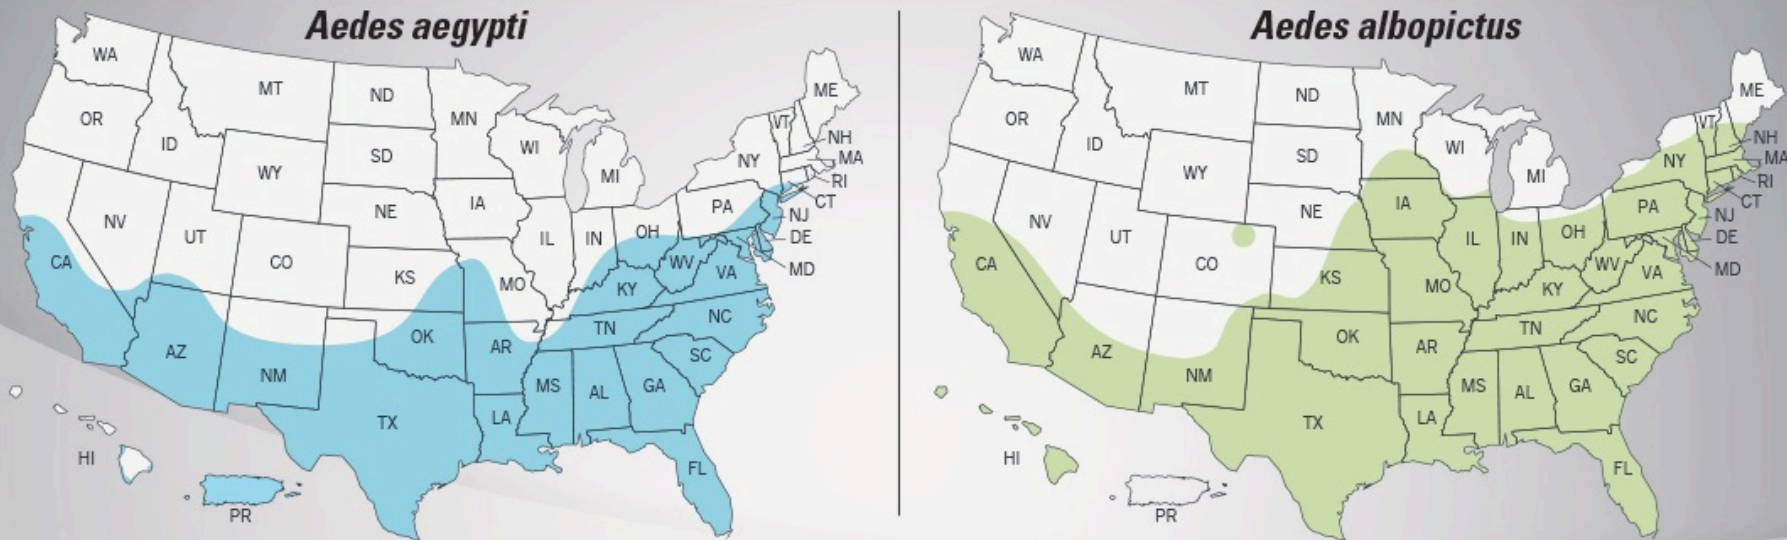 Aedes aegypti
WA
MT
ND
MN
ME
OR
ID
SD
WI
VT
NH
WY
MI
NY
MA
RI
NE
IA
PA
CT
NV
UT
IL
IN
OH
NJ
DE
CA
CO
KS
MO
WV
VA
MD
KY
NC
AZ
OK
TN
AR
SC
NM
MS
AL
GA
TX
LA
HI
FL
PR
Aedes albopictus
WA
MT
ND
MN
ME
OR
ID
SD
WI
VT
NH
WY
MI
NY
MA
RI
NE
IA
PA
CT
NV
UT
IL
IN
OH
NJ
DE
CA
CO
KS
MO
WV
VA
MD
KY
NC
AZ
OK
TN
AR
SC
NM
MS
AL
GA
TX
LA
HI
FL
PR